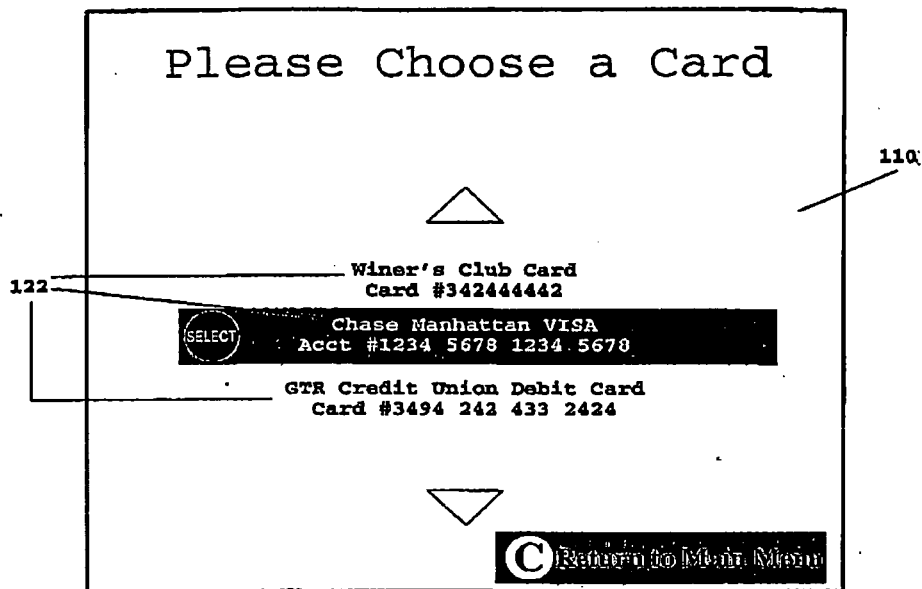 Please Choose a Card
110
Winer's Club Card
Card #342444442
122
SELECT
Chase Manhattan VISA
Acct #1234 5678 1234 5678
GTR Credit Union Debit Card
Card #3494 242 433 2424
C Return to Main Menu